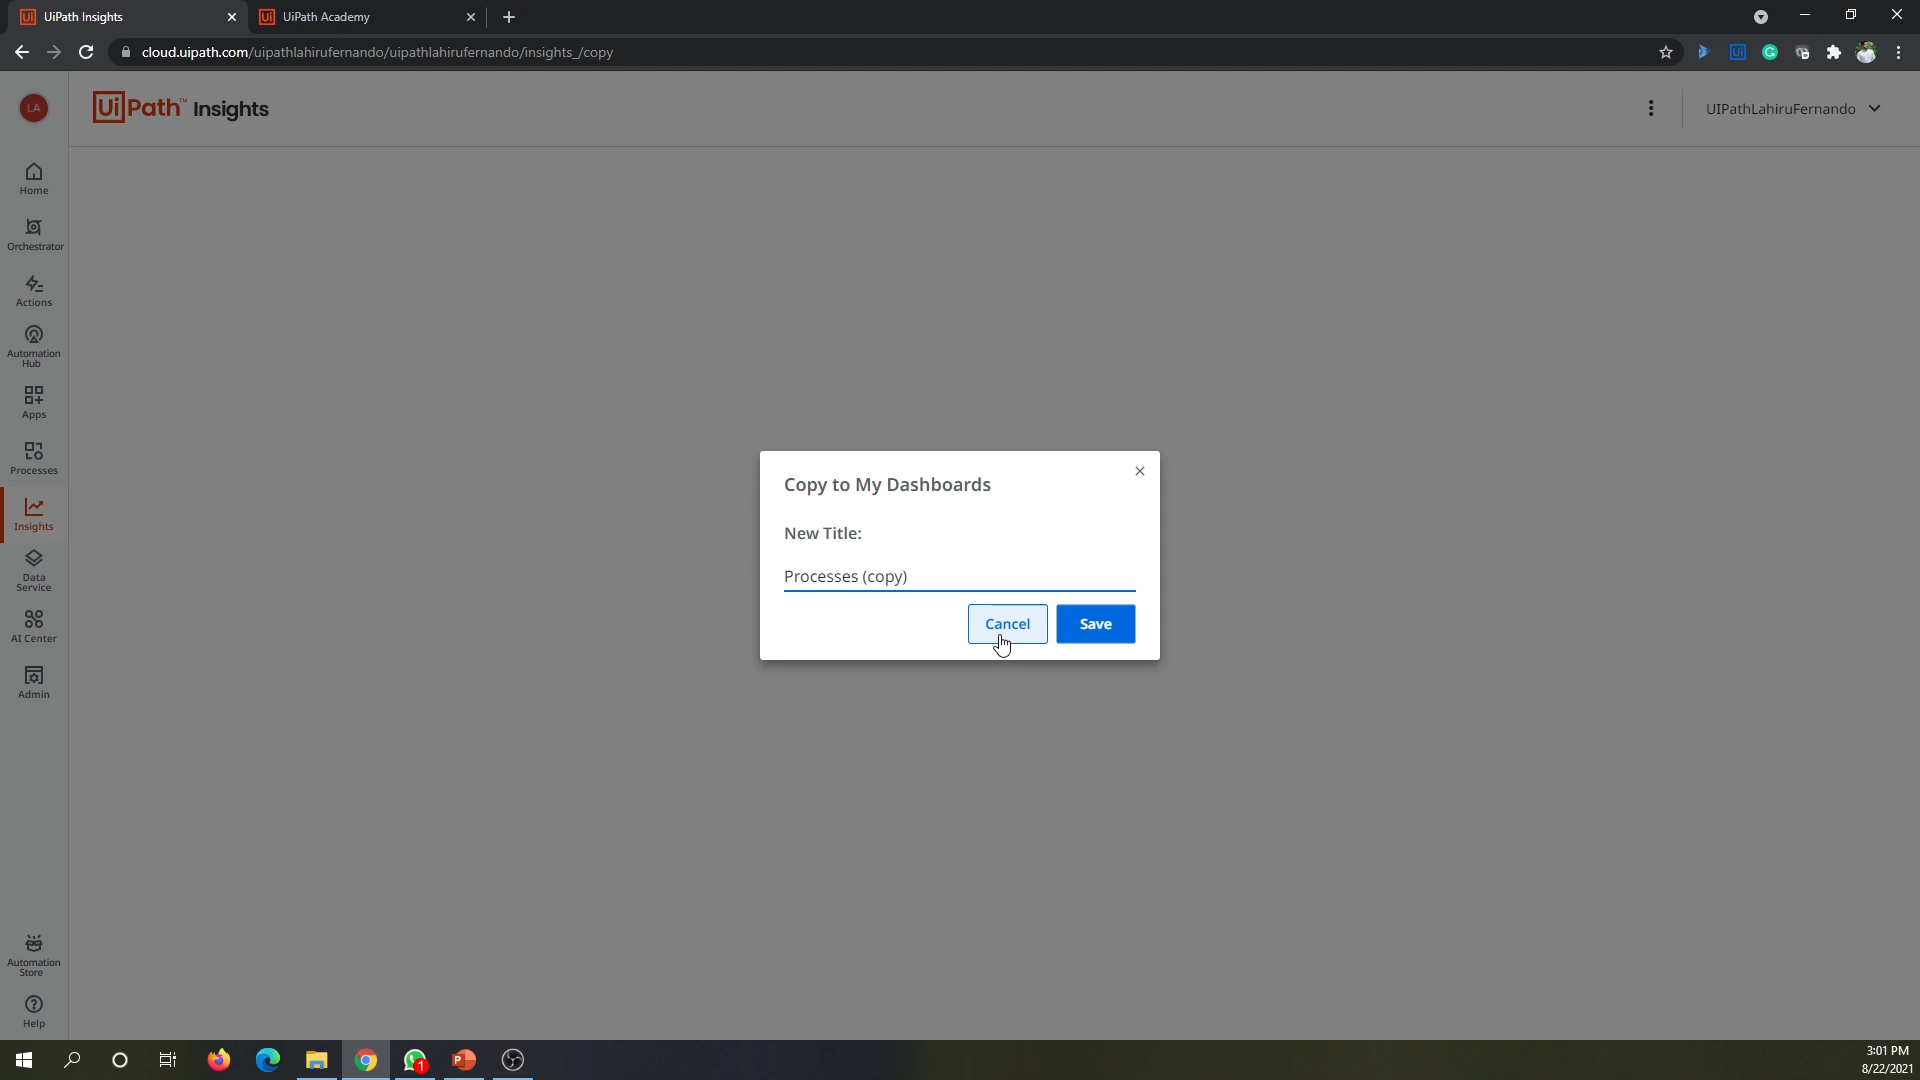 UiPath Insights
UiPath Academy
cloud.uipath.com/uipathlahirufernando/uipathlahirufernando/insights_/copy
LA
UiPath™ Insights
UIPathLahiruFernando
Home
Orchestrator
Actions
Automation
Hub
Apps
Processes
Insights
Data
Service
AI Center
Admin
Automation
Store
Help
Copy to My Dashboards
New Title:
Processes (copy)
Cancel
Save
1
3:01 PM
8/22/2021